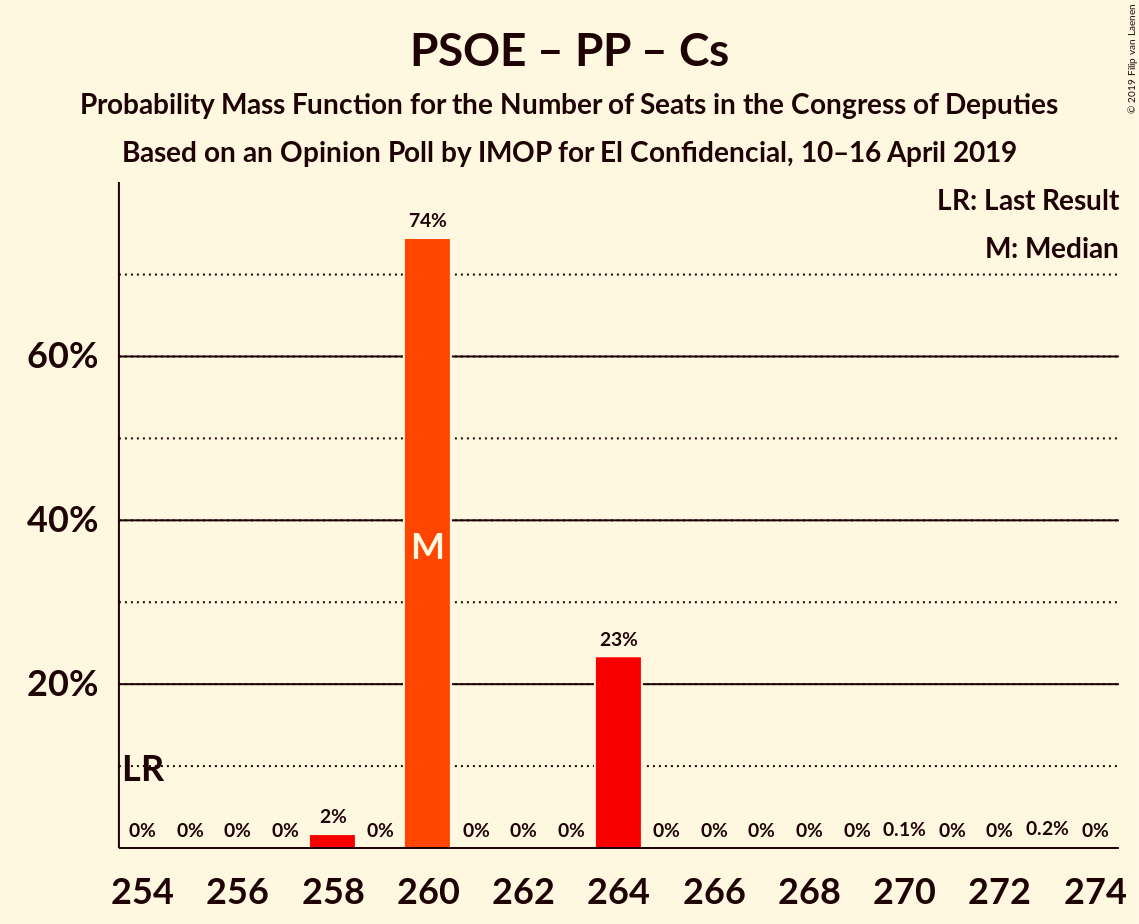 PSOE – PP – Cs
Probability Mass Function for the Number of Seats in the Congress of Deputies
Based on an Opinion Poll by IMOP for El Confidencial, 10–16 April 2019
© 2019 Filip van Laenen
LR: Last Result
M: Median
74%
60%
40%
M
23%
20%
LR
0% 0% 0% 0% 2% 0% 0% 0% 0% 0% 0% 0% 0% 0% 0.1% 0% 0% 0.2% 0%
254 256 258 260 262 264 266 268 270 272 274